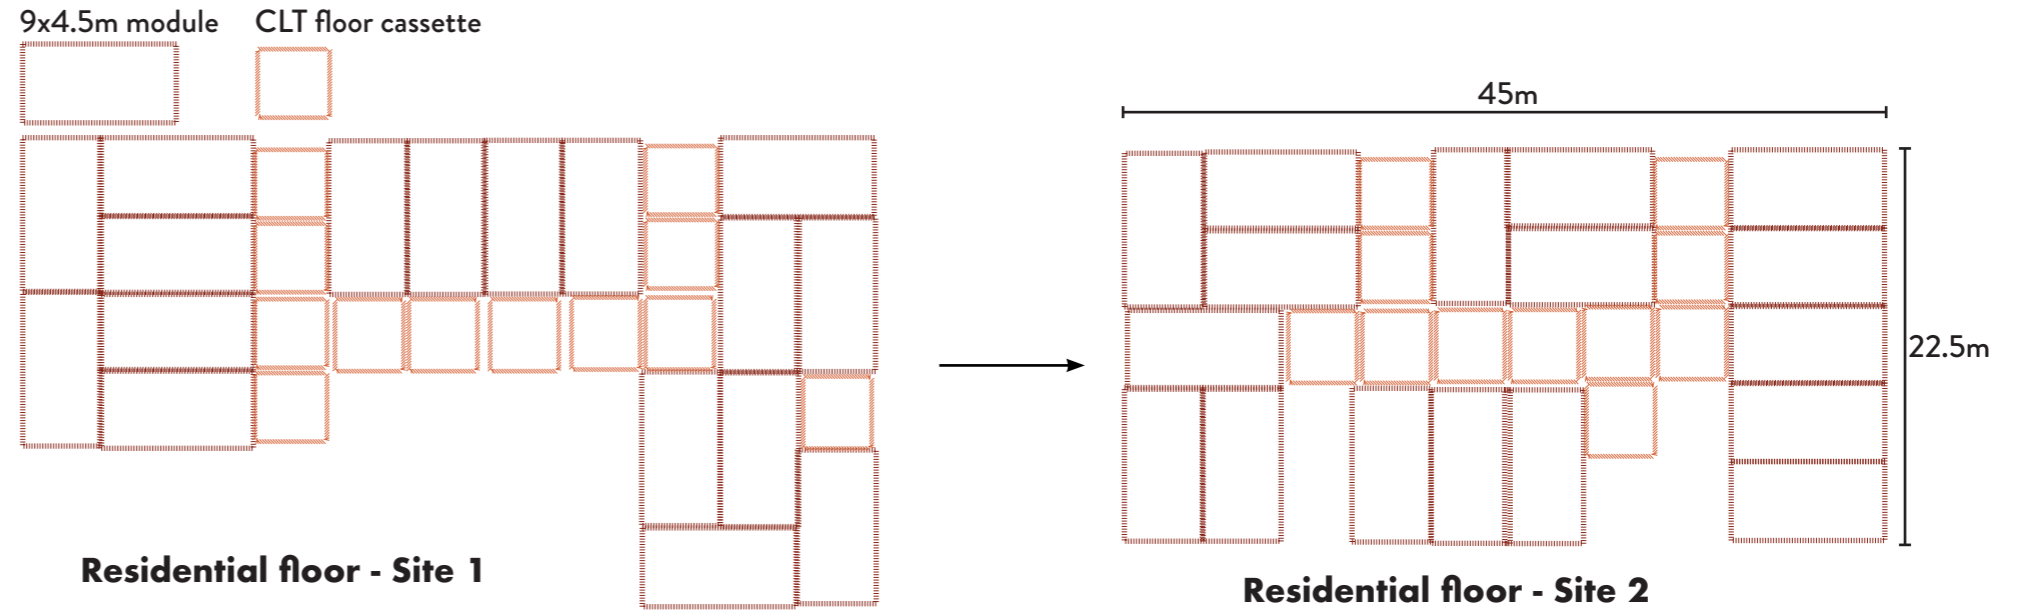 9x4.5m module
CLT floor cassette
45m
22.5m
Residential floor - Site 1
Residential floor - Site 2